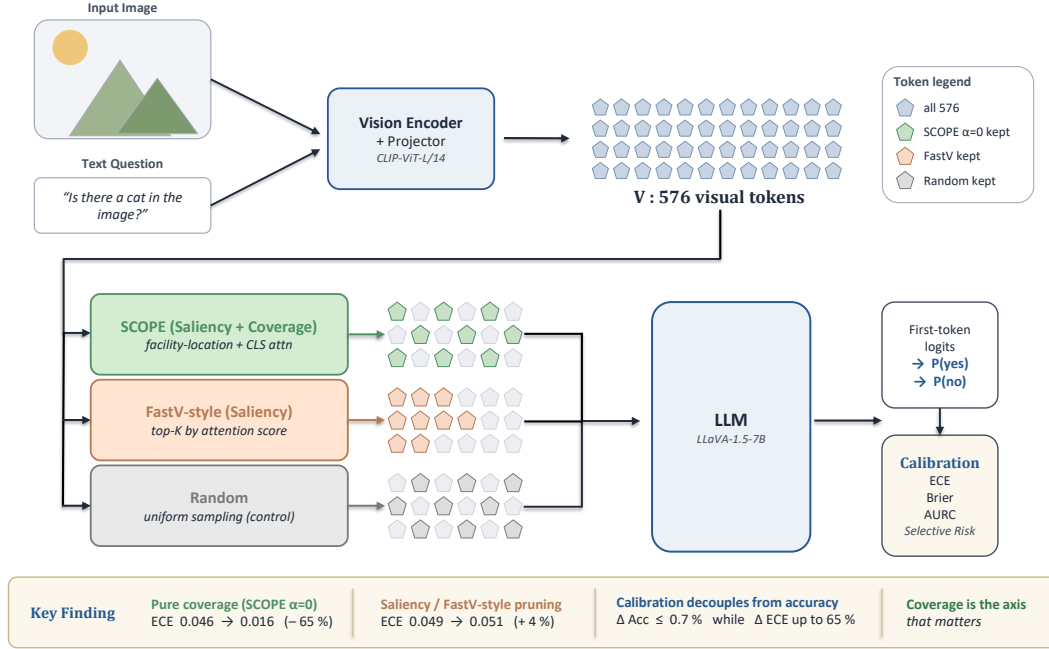 Input Image
Text Question
“Is there a cat in the
image?”
Vision Encoder
+ Projector
CLIP-ViT-L/14
V : 576 visual tokens
Token legend
all 576
SCOPE α=0 kept
FastV kept
Random kept
SCOPE (Saliency + Coverage)
facility-location + CLS attn
FastV-style (Saliency)
top-K by attention score
Random
uniform sampling (control)
LLM
LLaVA-1.5-7B
First-token
logits
→ P(yes)
→ P(no)
Calibration
ECE
Brier
AURC
Selective Risk
Key Finding
Pure coverage (SCOPE α=0)
ECE 0.046 → 0.016 (– 65 %)
Saliency / FastV-style pruning
ECE 0.049 → 0.051 (+ 4 %)
Calibration decouples from accuracy
Δ Acc ≤ 0.7 % while Δ ECE up to 65 %
Coverage is the axis
that matters